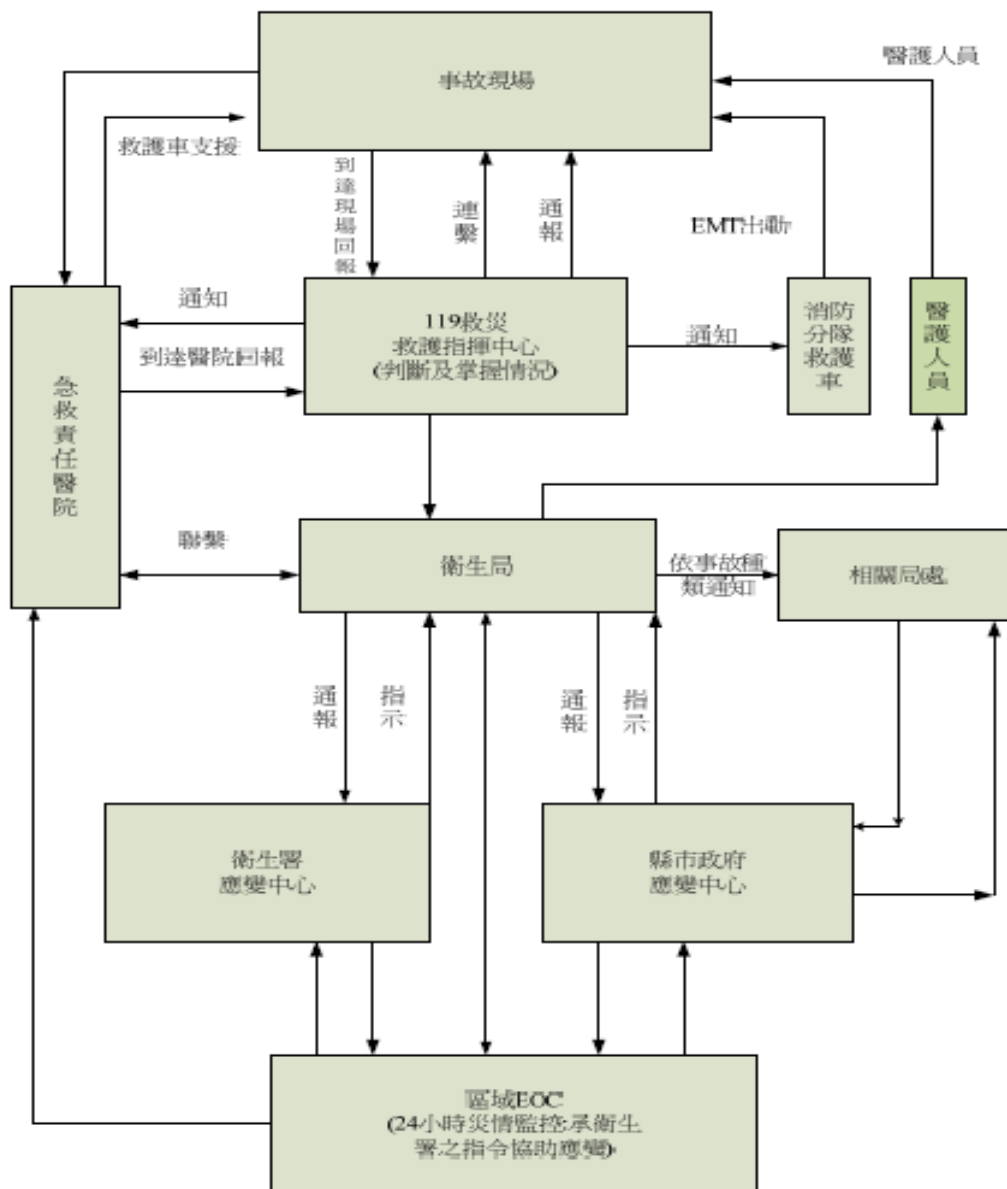 事故現場
醫護人員
救護車支援
到達現場回報
連繫
通報
EMT出動
通知
119救災
救護指揮中心
(判斷及掌握情況)
通知
消防
分隊
救護
車
醫護人員
到達醫院回報
急救責任醫院
聯繫
衛生局
依事故種
類通知
相關局處
通報
指示
通報
指示
衛生署
應變中心
縣市政府
應變中心
區域EOC
(24小時災情監控:承衛生
署之指令協助應變)